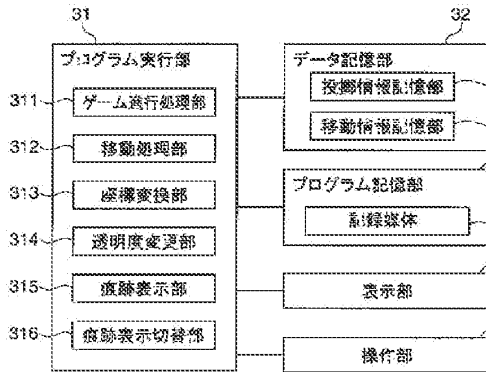 31
32
プログラム実行部
311
ゲーム進行処理部
312
移動処理部
313
座標変換部
314
透明度変更部
315
痕跡表示部
316
痕跡表示切替部
データ記憶部
投擲情報記憶部
移動情報記憶部
プログラム記憶部
記録媒体
表示部
操作部